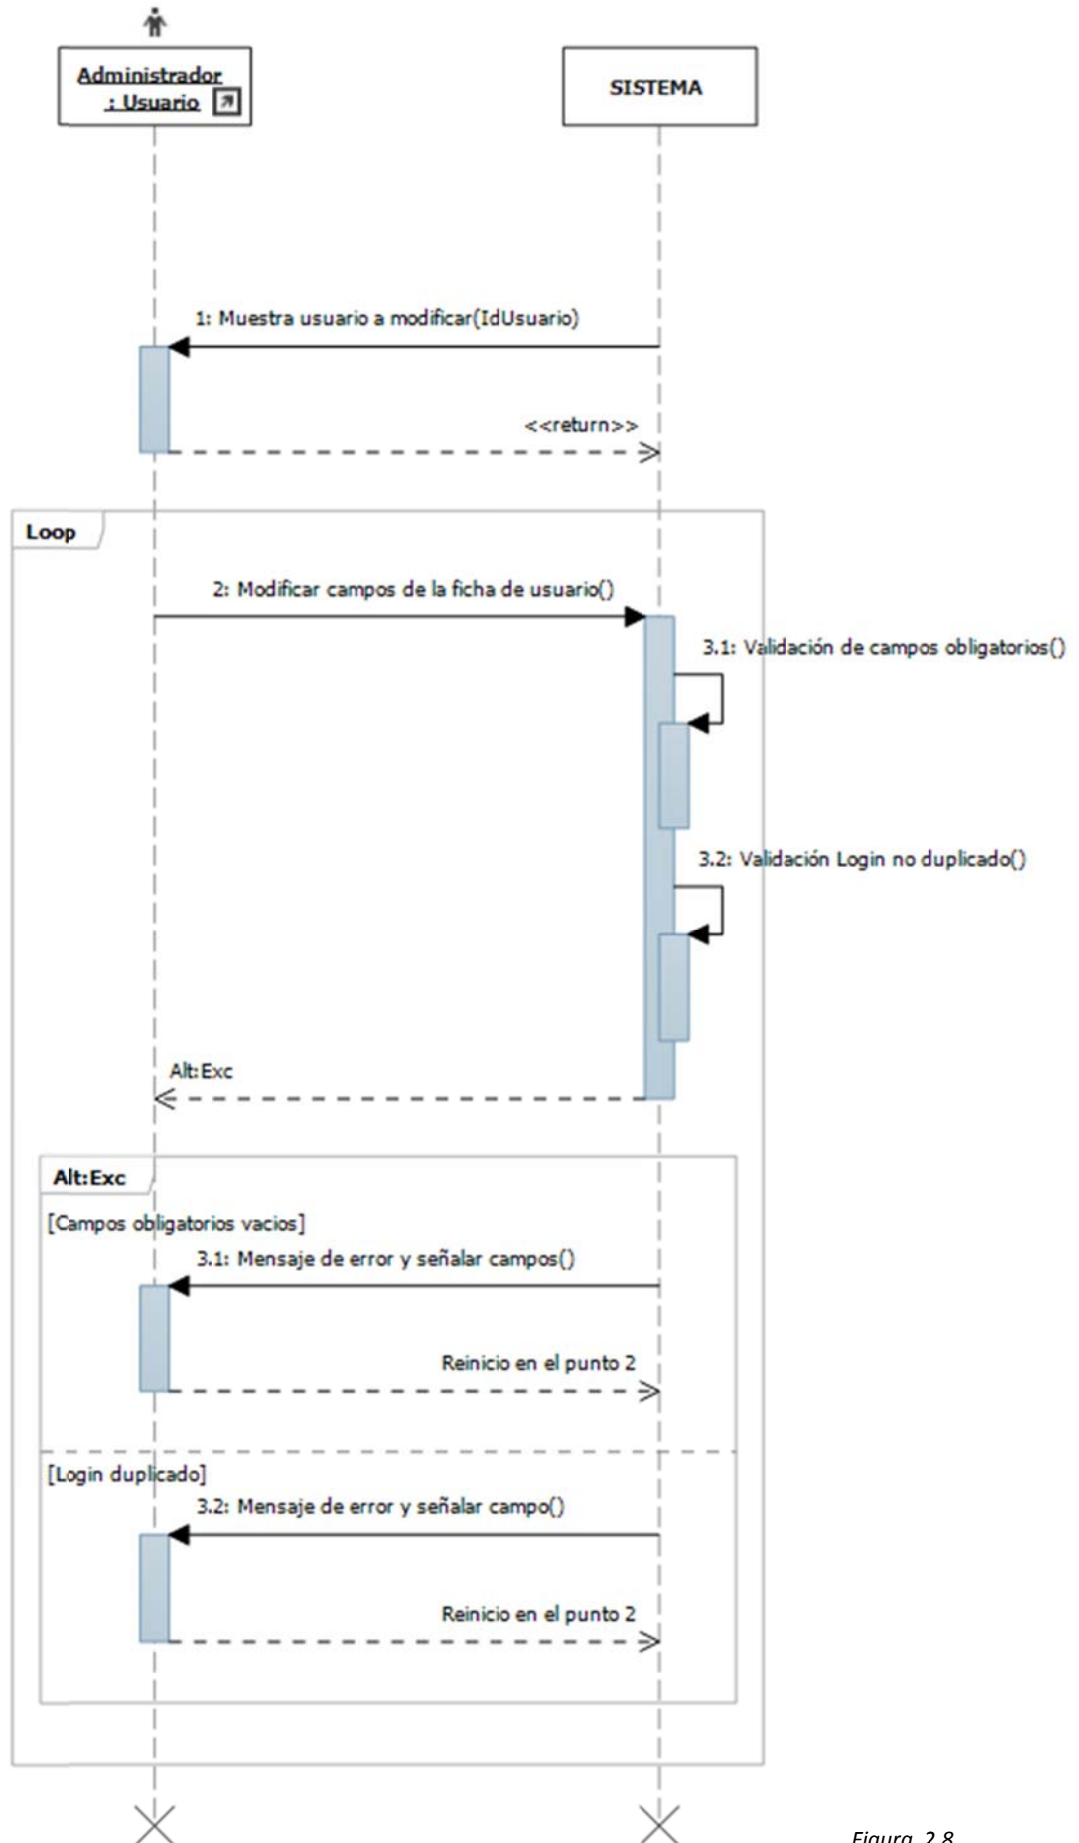 Administrador
: Usuario
SISTEMA
1: Muestra usuario a modificar(IdUsuario)
<<return>>
Loop
2: Modificar campos de la ficha de usuario()
3.1: Validación de campos obligatorios()
3.2: Validación Login no duplicado()
Alt:Exc
Alt:Exc
[Campos obligatorios vacios]
3.1: Mensaje de error y señalar campos()
Reinicio en el punto 2
[Login duplicado]
3.2: Mensaje de error y señalar campo()
Reinicio en el punto 2
Figura 2.8